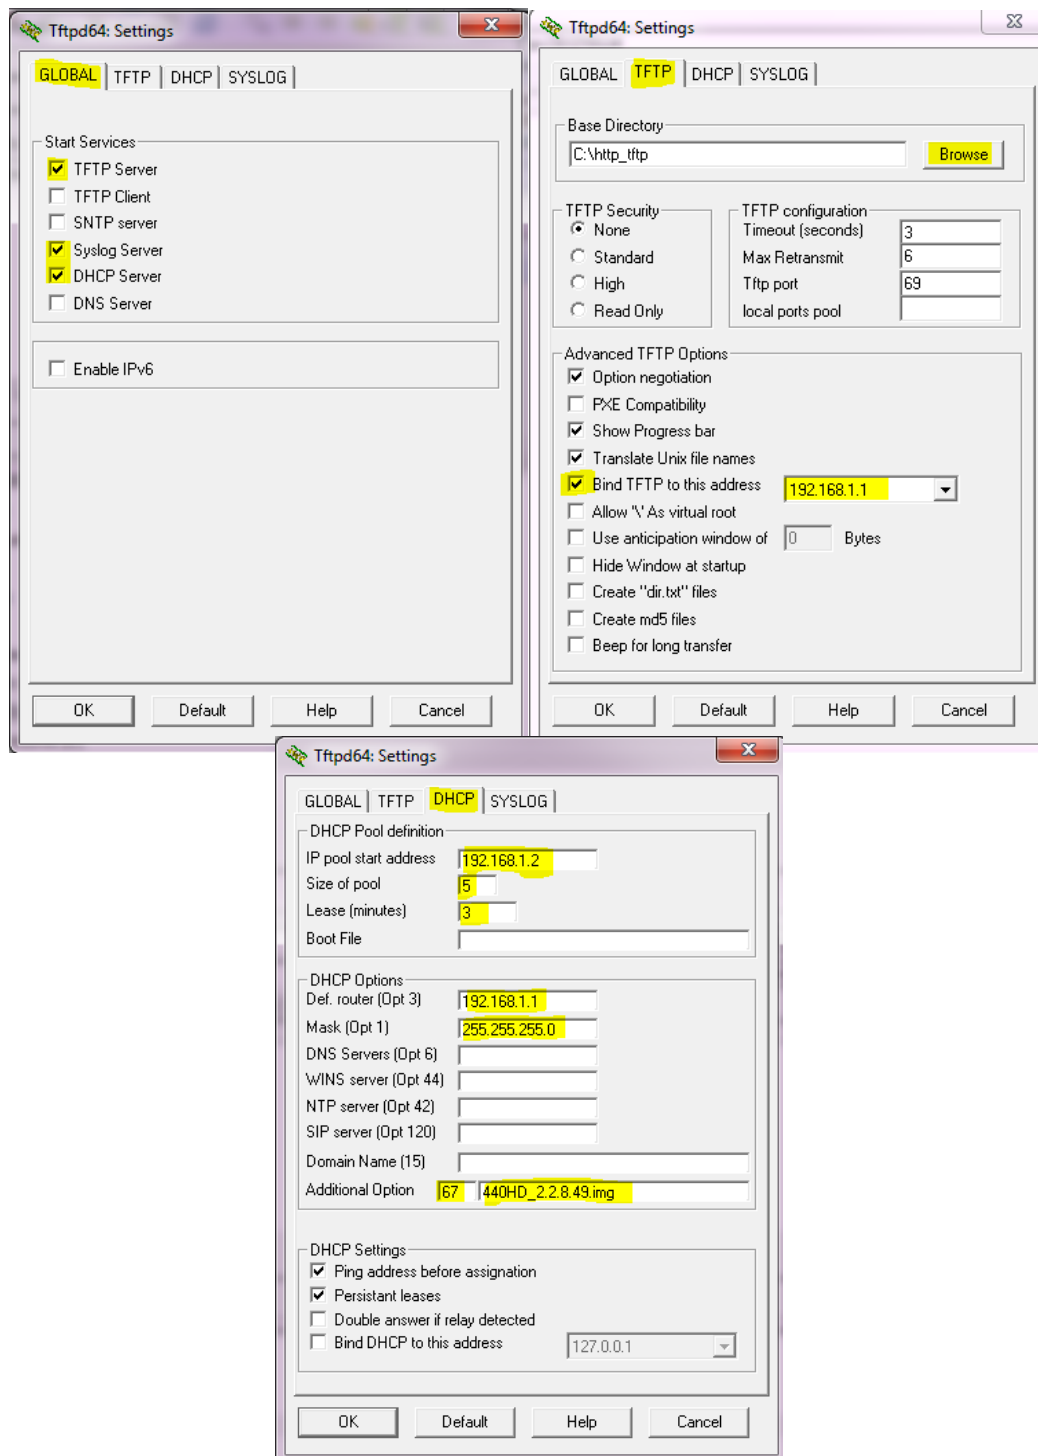 Tftpd64: Settings
GLOBAL TFTP DHCP SYSLOG
Start Services
TFTP Server
TFTP Client
SNTP server
Syslog Server
DHCP Server
DNS Server
Enable IPv6
OK Default Help Cancel
Tftpd64: Settings
GLOBAL TFTP DHCP SYSLOG
Base Directory
C:\http_tftp Browse
TFTP Security
None
Standard
High
Read Only
TFTP configuration
Timeout (seconds) 3
Max Retransmit 6
Tftp port 69
local ports pool
Advanced TFTP Options
Option negotiation
PXE Compatibility
Show Progress bar
Translate Unix file names
Bind TFTP to this address 192.168.1.1
Allow '\' As virtual root
Use anticipation window of 0 Bytes
Hide Window at startup
Create "dir.txt" files
Create md5 files
Beep for long transfer
OK Default Help Cancel
Tftpd64: Settings
GLOBAL TFTP DHCP SYSLOG
DHCP Pool definition
IP pool start address 192.168.1.2
Size of pool 5
Lease (minutes) 3
Boot File
DHCP Options
Def. router (Opt 3) 192.168.1.1
Mask (Opt 1) 255.255.255.0
DNS Servers (Opt 6)
WINS server (Opt 44)
NTP server (Opt 42)
SIP server (Opt 120)
Domain Name (15)
Additional Option 67 440HD_2.2.8.49.img
DHCP Settings
Ping address before assignation
Persistant leases
Double answer if relay detected
Bind DHCP to this address 127.0.0.1
OK Default Help Cancel